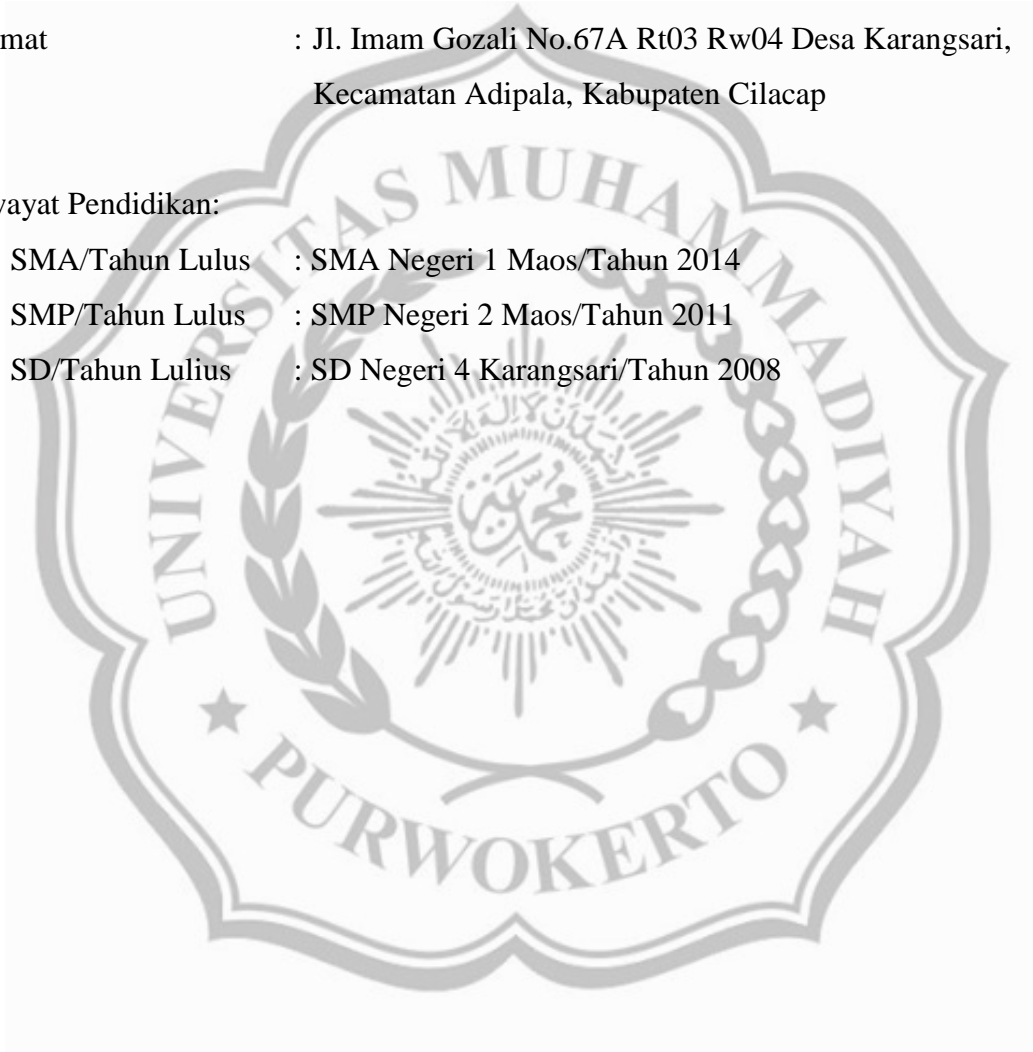 mat : Jl. Imam Gozali No.67A Rt03 Rw04 Desa Karangsari,
Kecamatan Adipala, Kabupaten Cilacap
yayat Pendidikan:
SMA/Tahun Lulus : SMA Negeri 1 Maos/Tahun 2014
SMP/Tahun Lulus : SMP Negeri 2 Maos/Tahun 2011
SD/Tahun Lulius : SD Negeri 4 Karangsari/Tahun 2008
UNIVERSITAS MUHAMMADIYAH
PURWOKERTO